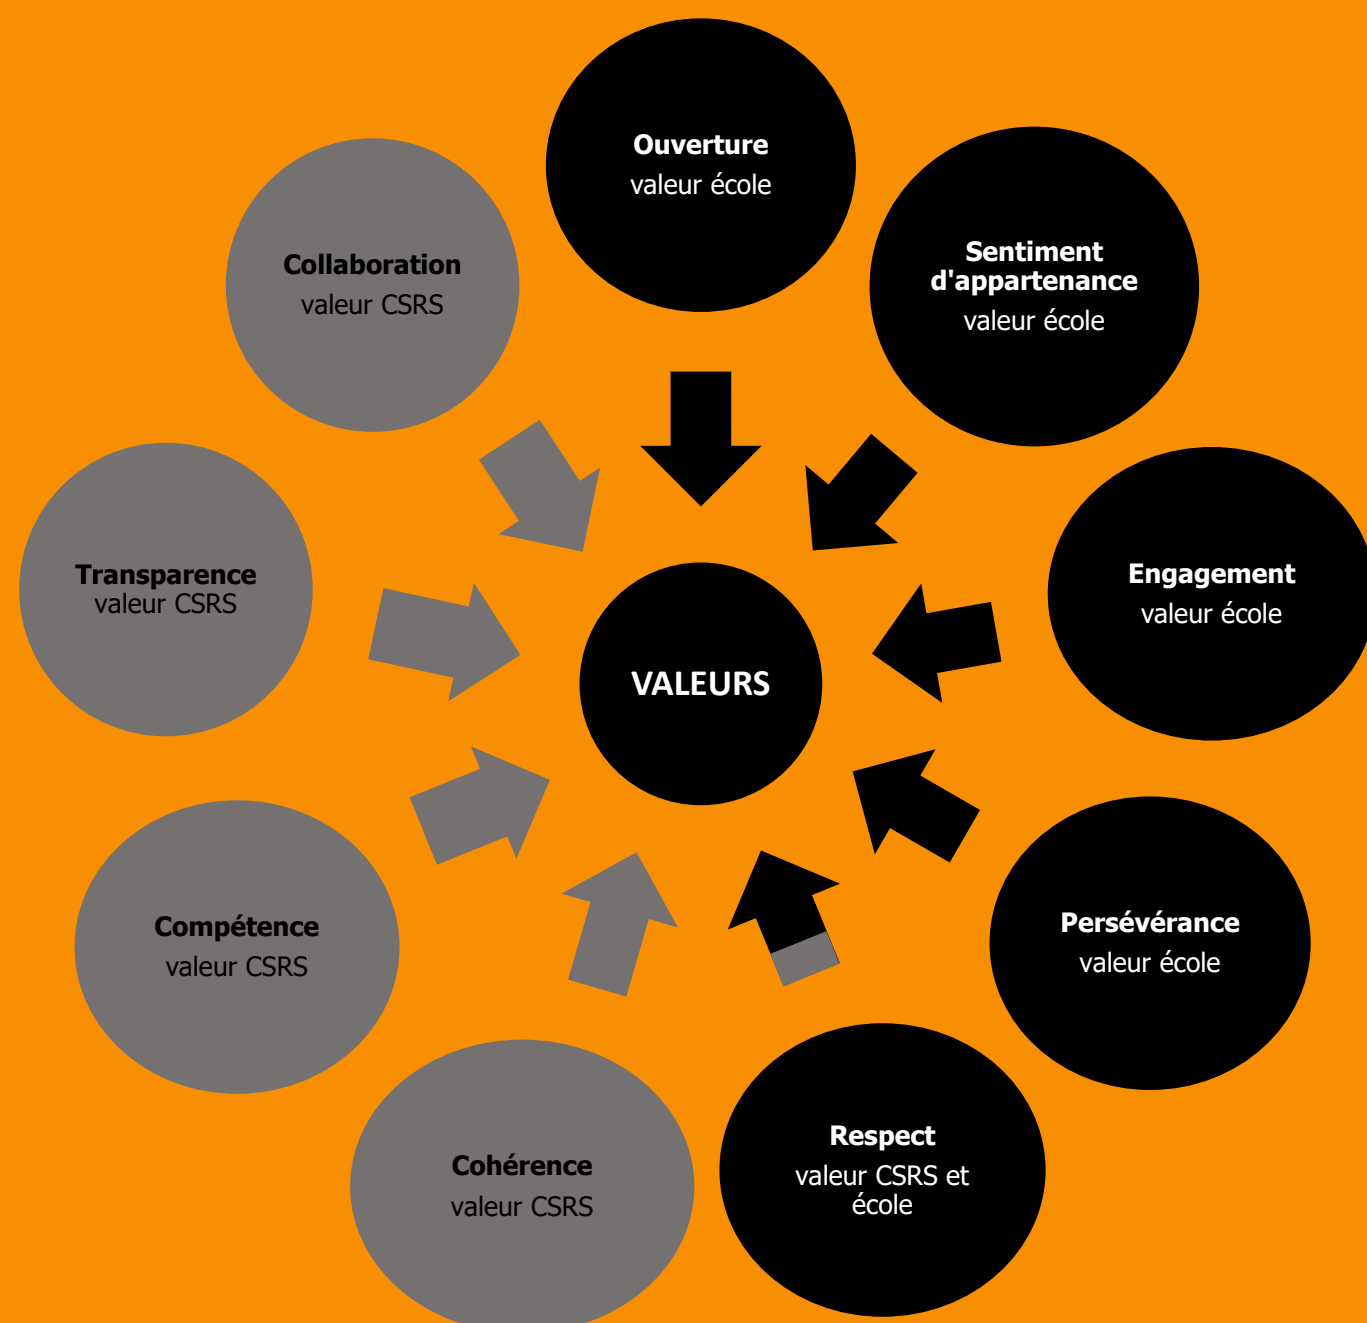 Ouverture
valeur école
Sentiment
d'appartenance
valeur école
Engagement
valeur école
Persévérance
valeur école
Respect
valeur CSRS et
école
Cohérence
valeur CSRS
Compétence
valeur CSRS
Transparence
valeur CSRS
Collaboration
valeur CSRS
VALEURS